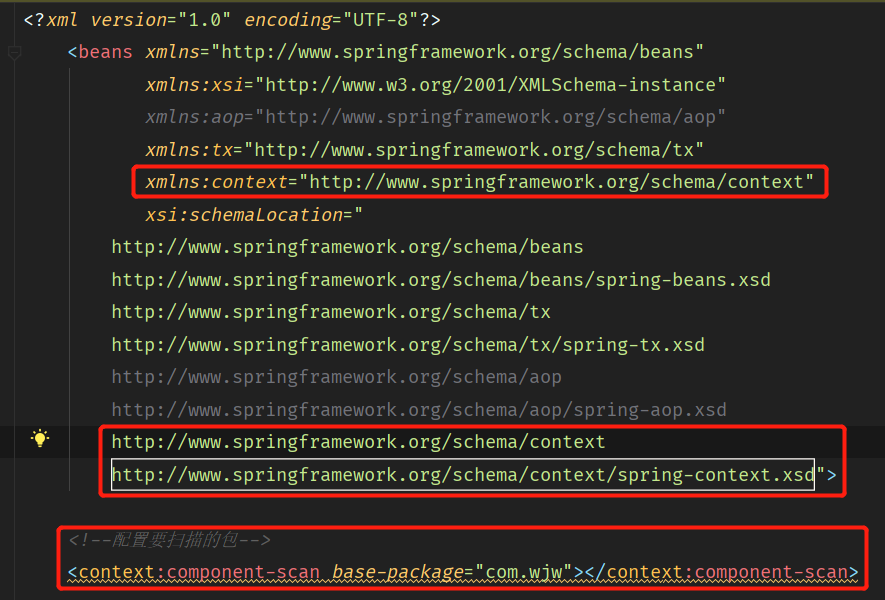 <?xml version="1.0" encoding="UTF-8"?>
<beans xmlns="http://www.springframework.org/schema/beans"
xmlns:xsi="http://www.w3.org/2001/XMLSchema-instance"
xmlns:aop="http://www.springframework.org/schema/aop"
xmlns:tx="http://www.springframework.org/schema/tx"
xmlns:context="http://www.springframework.org/schema/context"
xsi:schemaLocation="
http://www.springframework.org/schema/beans
http://www.springframework.org/schema/beans/spring-beans.xsd
http://www.springframework.org/schema/tx
http://www.springframework.org/schema/tx/spring-tx.xsd
http://www.springframework.org/schema/aop
http://www.springframework.org/schema/aop/spring-aop.xsd
http://www.springframework.org/schema/context
http://www.springframework.org/schema/context/spring-context.xsd">
<!--配置要扫描的包-->
<context:component-scan base-package="com.wjw"></context:component-scan>